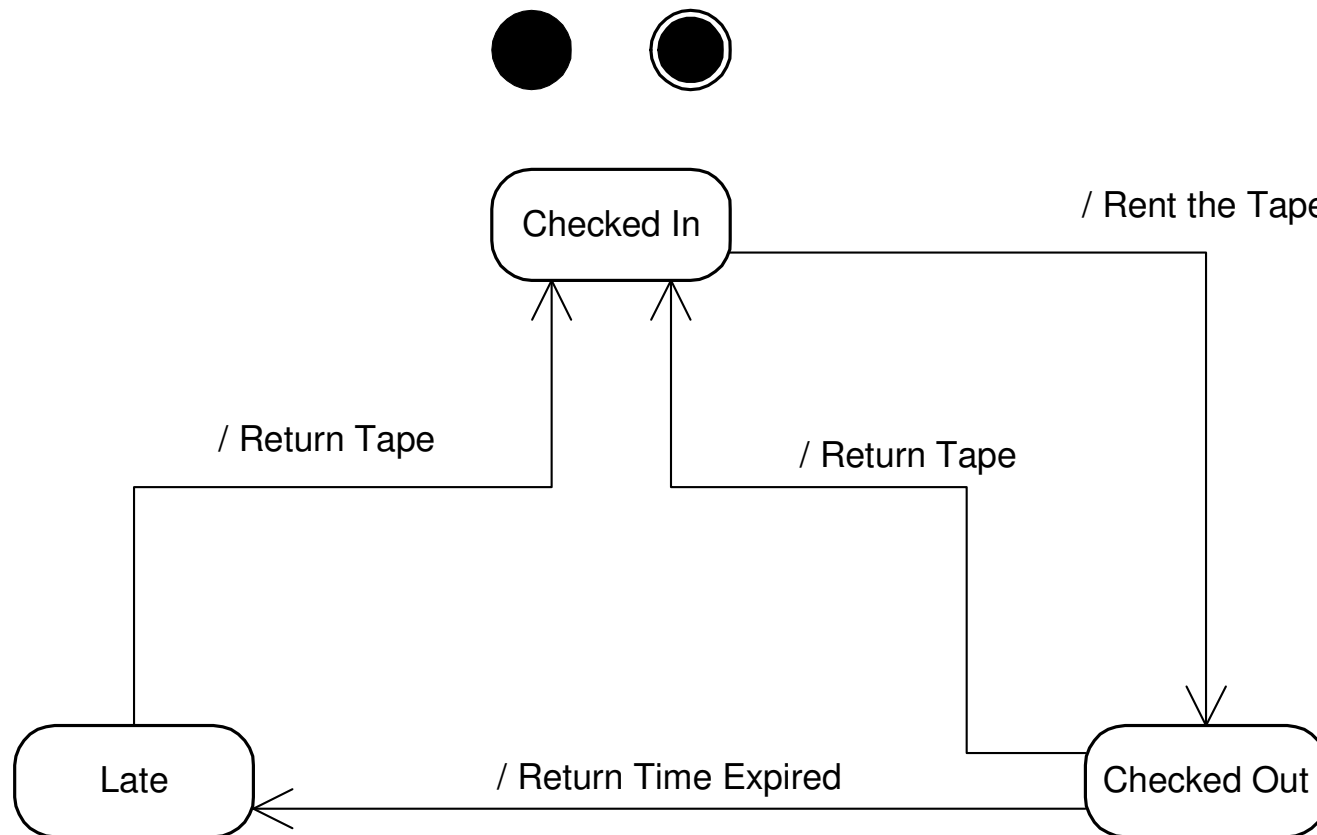 Checked In
/ Rent the Tape
/ Return Tape
/ Return Tape
Late
/ Return Time Expired
Checked Out